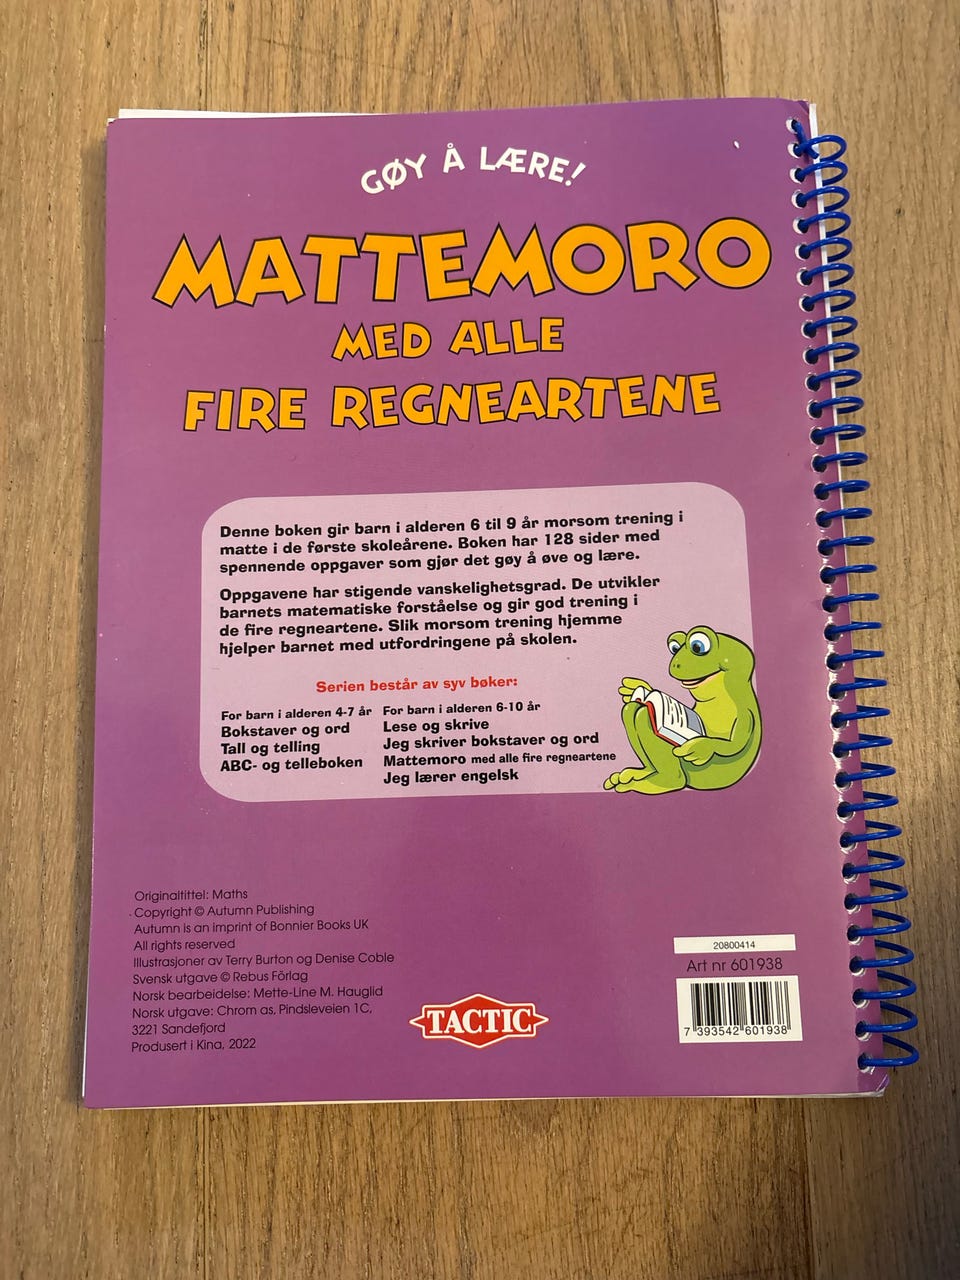 GØY Å LÆRE!
MATTEMORO
MED ALLE
FIRE REGNEARTENE
Denne boken gir barn i alderen 6 til 9 år morsom trening i
matte i de første skoleårene. Boken har 128 sider med
spennende oppgaver som gjør det gøy å øve og lære.
Oppgavene har stigende vanskelighetsgrad. De utvikler
barnets matematiske forståelse og gir god trening i
de fire regneartene. Slik morsom trening hjemme
hjelper barnet med utfordringene på skolen.
Serien består av syv bøker:
For barn i alderen 4-7 år
Bokstaver og ord
Tall og telling
ABC- og telleboken
For barn i alderen 6-10 år
Lese og skrive
Jeg skriver bokstaver og ord
Mattemoro med alle fire regneartene
Jeg lærer engelsk
Originaltittel: Maths
Copyright © Autumn Publishing
Autumn is an imprint of Bonnier Books UK
All rights reserved
Illustrasjoner av Terry Burton og Denise Coble
Svensk utgave © Rebus Förlag
Norsk bearbeidelse: Mette-Line M. Hauglid
Norsk utgave: Chrom as, Pindsleveien 1C,
3221 Sandefjord
Produsert i Kina, 2022
TACTIC
20800414
Art nr 601938
7 393542 601938